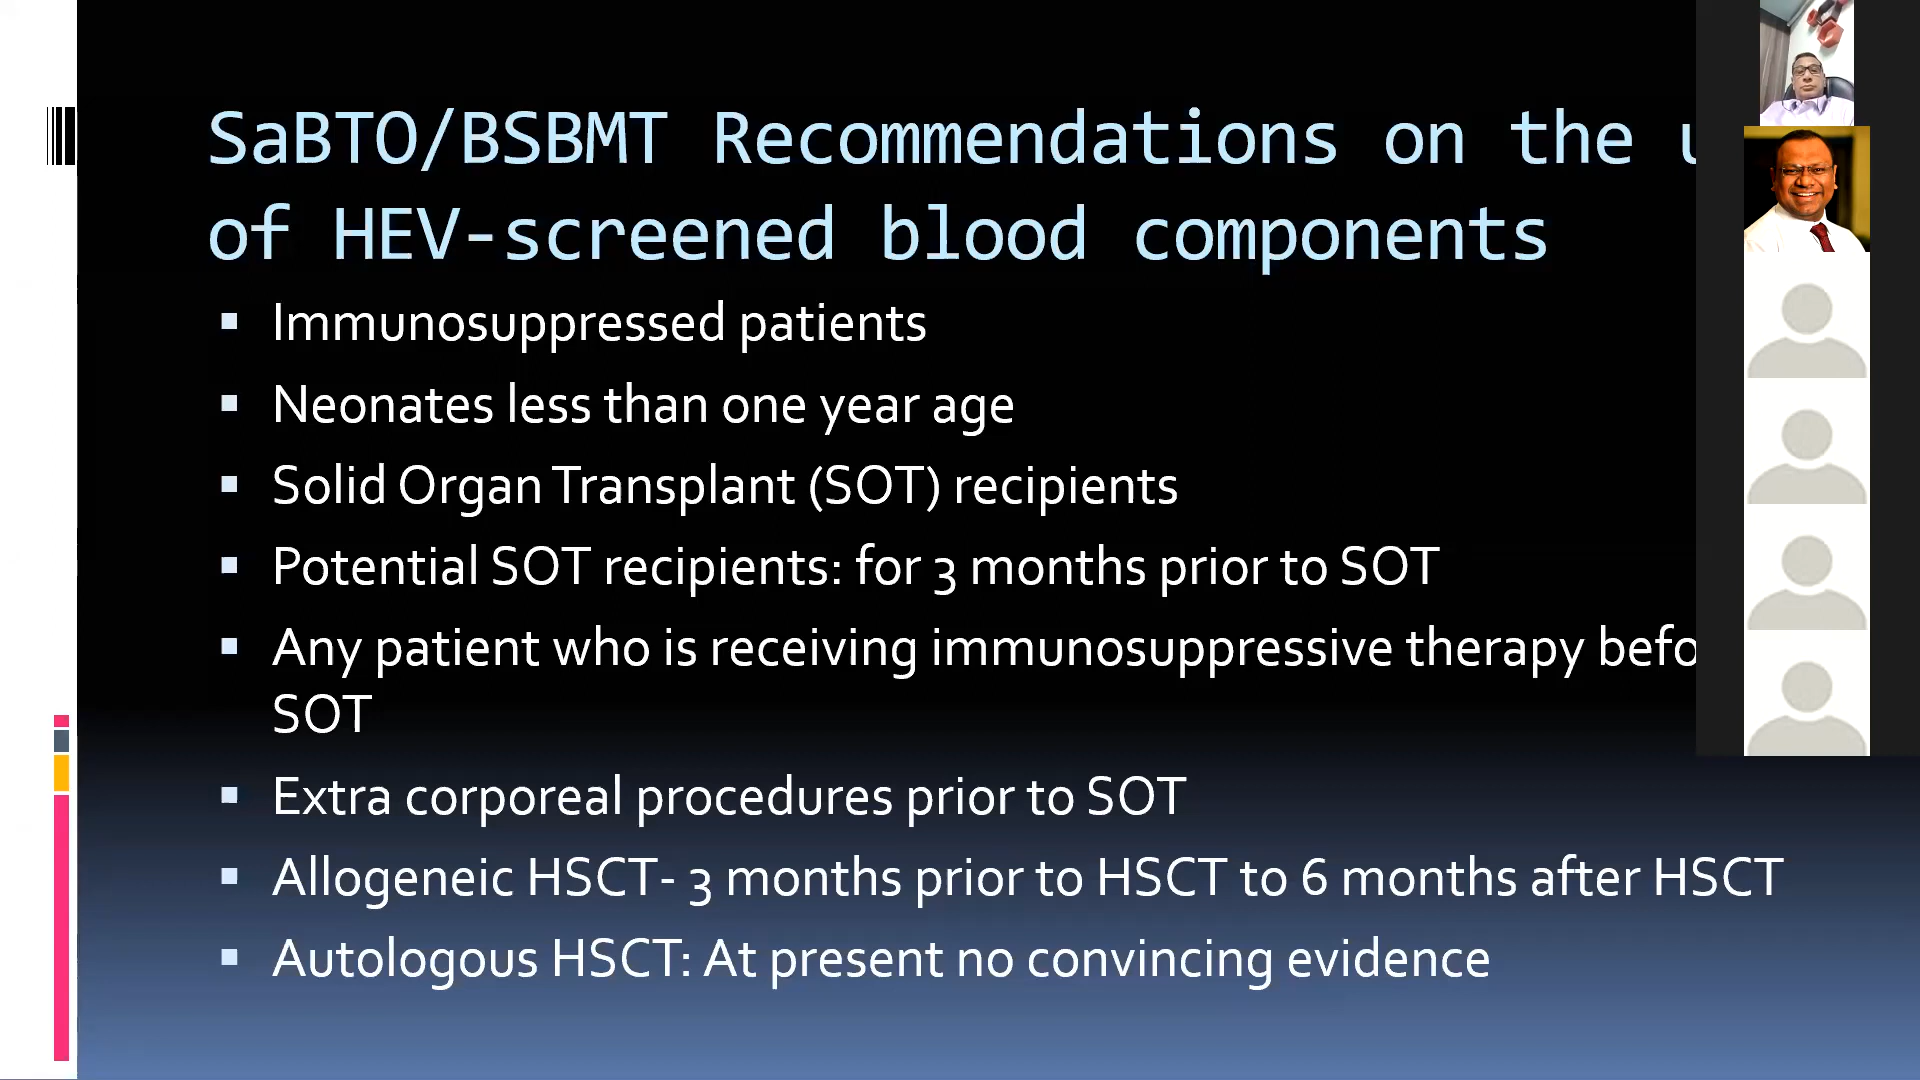 SaBTO/BSBMT Recommendations on the
of HEV-screened blood components
▪ Immunosuppressed patients
▪ Neonates less than one year age
▪ Solid Organ Transplant (SOT) recipients
▪ Potential SOT recipients: for 3 months prior to SOT
▪ Any patient who is receiving immunosuppressive therapy
SOT
▪ Extra corporeal procedures prior to SOT
▪ Allogeneic HSCT- 3 months prior to HSCT to 6 months after HSCT
▪ Autologous HSCT: At present no convincing evidence